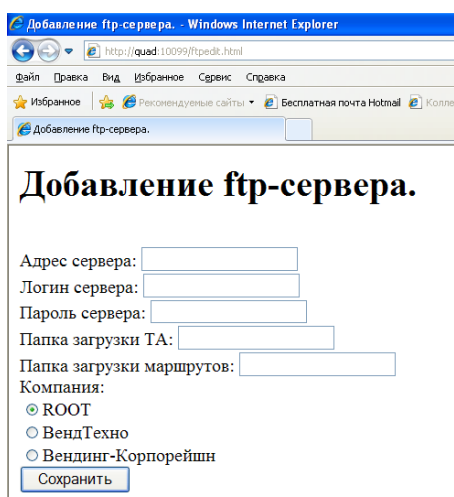 Добавление ftp-сервера. - Windows Internet Explorer
http://quad:10099/ftpedit.html
Файл Правка Вид Избранное Сервис Справка
Избранное Рекомендуемые сайты Бесплатная почта Hotmail Колле
Добавление ftp-сервера.
Добавление ftp-сервера.
Адрес сервера:
Логин сервера:
Пароль сервера:
Папка загрузки ТА:
Папка загрузки маршрутов:
Компания:
ROOT
ВендТехно
Вендинг-Корпорейшн
Сохранить